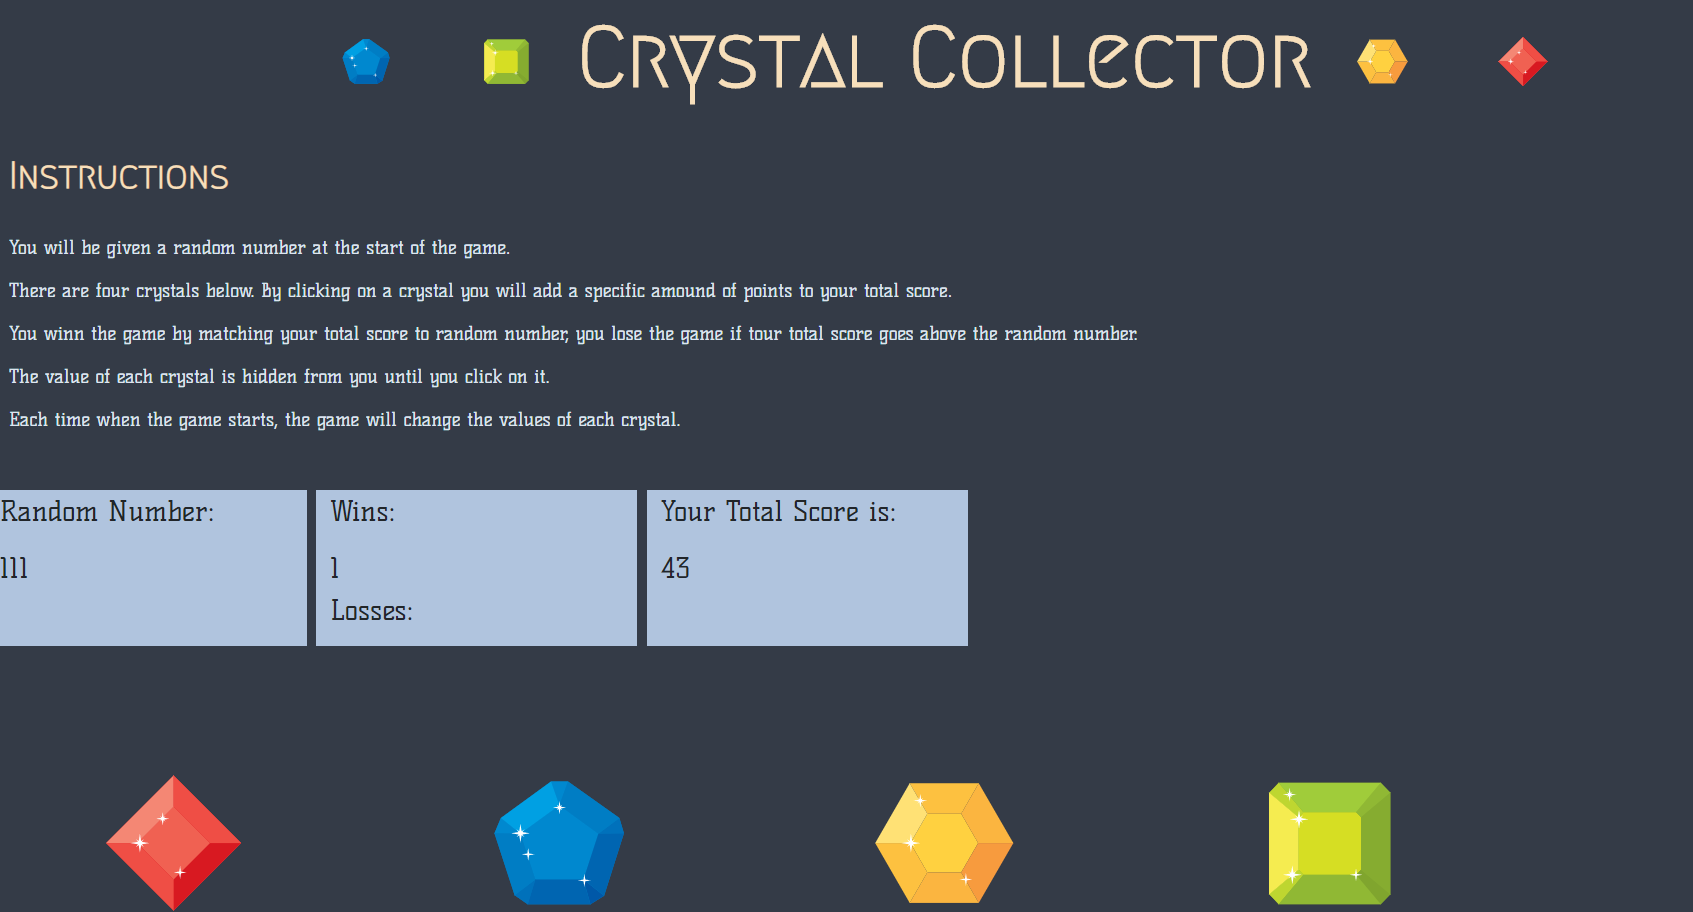 Crystal Collector
Instructions
You will be given a random number at the start of the game.
There are four crystals below. By clicking on a crystal you will add a specific amound of points to your total score.
You winn the game by matching your total score to random number, you lose the game if tour total score goes above the random number.
The value of each crystal is hidden from you until you click on it.
Each time when the game starts, the game will change the values of each crystal.
Random Number:
111
Wins:
1
Losses:
Your Total Score is:
43